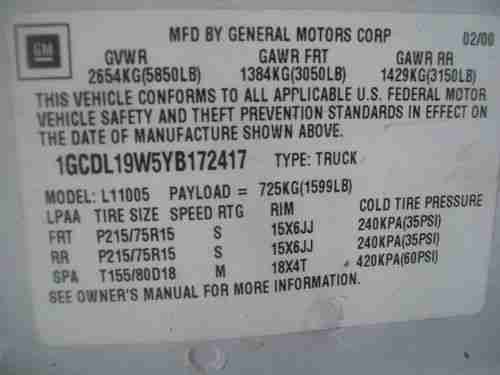 GM
MFD BY GENERAL MOTORS CORP 02/00
GVWR GAWR FRT GAWR RR
2654KG(5850LB) 1384KG(3050LB) 1429KG(3150LB)
THIS VEHICLE CONFORMS TO ALL APPLICABLE U.S. FEDERAL MOTOR
VEHICLE SAFETY AND THEFT PREVENTION STANDARDS IN EFFECT ON
THE DATE OF MANUFACTURE SHOWN ABOVE.
1GCDL19W5YB172417 TYPE: TRUCK
MODEL: L11005 PAYLOAD = 725KG(1599LB)
LPAA TIRE SIZE SPEED RTG RIM COLD TIRE PRESSURE
FRT P215/75R15 S 15X6JJ 240KPA(35PSI)
RR P215/75R15 S 15X6JJ 240KPA(35PSI)
SPA T155/80D18 M 18X4T 420KPA(60PSI)
SEE OWNER'S MANUAL FOR MORE INFORMATION.